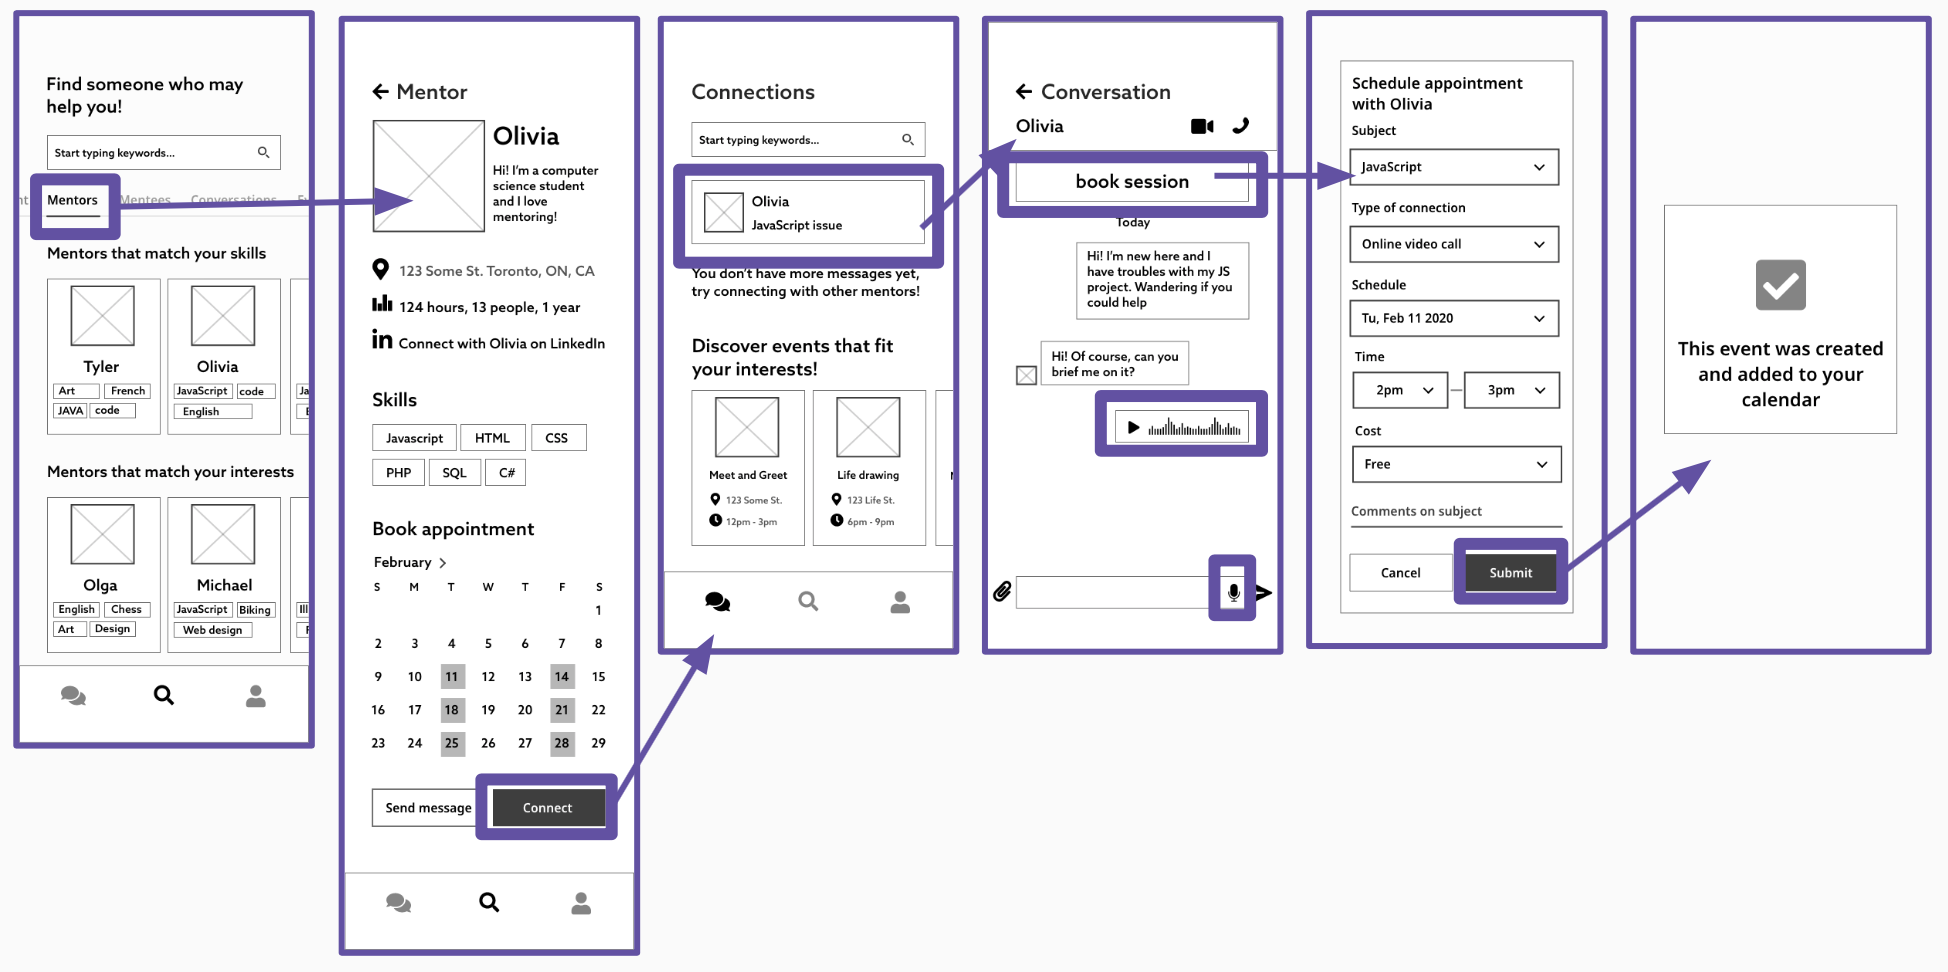 Find someone who may
help you!
Start typing keywords...
nt Mentors Mentees Conversations
Mentors that match your skills
Tyler
Art French
JAVA code
Olivia
JavaScript code
English
Mentors that match your interests
Olga
English Chess
Art Design
Michael
JavaScript Biking
Web design
Mentor
Olivia
Hi! I'm a computer
science student
and I love
mentoring!
123 Some St. Toronto, ON, CA
124 hours, 13 people, 1 year
in Connect with Olivia on LinkedIn
Skills
Javascript HTML CSS
PHP SQL C#
Book appointment
February >
S M T W T F S
1
2 3 4 5 6 7 8
9 10 11 12 13 14 15
16 17 18 19 20 21 22
23 24 25 26 27 28 29
Send message Connect
Connections
Start typing keywords...
Olivia
JavaScript issue
You don't have more messages yet,
try connecting with other mentors!
Discover events that fit
your interests!
Meet and Greet
123 Some St.
12pm - 3pm
Life drawing
123 Life St.
6pm - 9pm
Conversation
Olivia
book session
Today
Hi! I'm new here and I
have troubles with my JS
project. Wandering if you
could help
Hi! Of course, can you
brief me on it?
Schedule appointment
with Olivia
Subject
JavaScript
Type of connection
Online video call
Schedule
Tu, Feb 11 2020
Time
2pm — 3pm
Cost
Free
Comments on subject
Cancel Submit
This event was created
and added to your
calendar